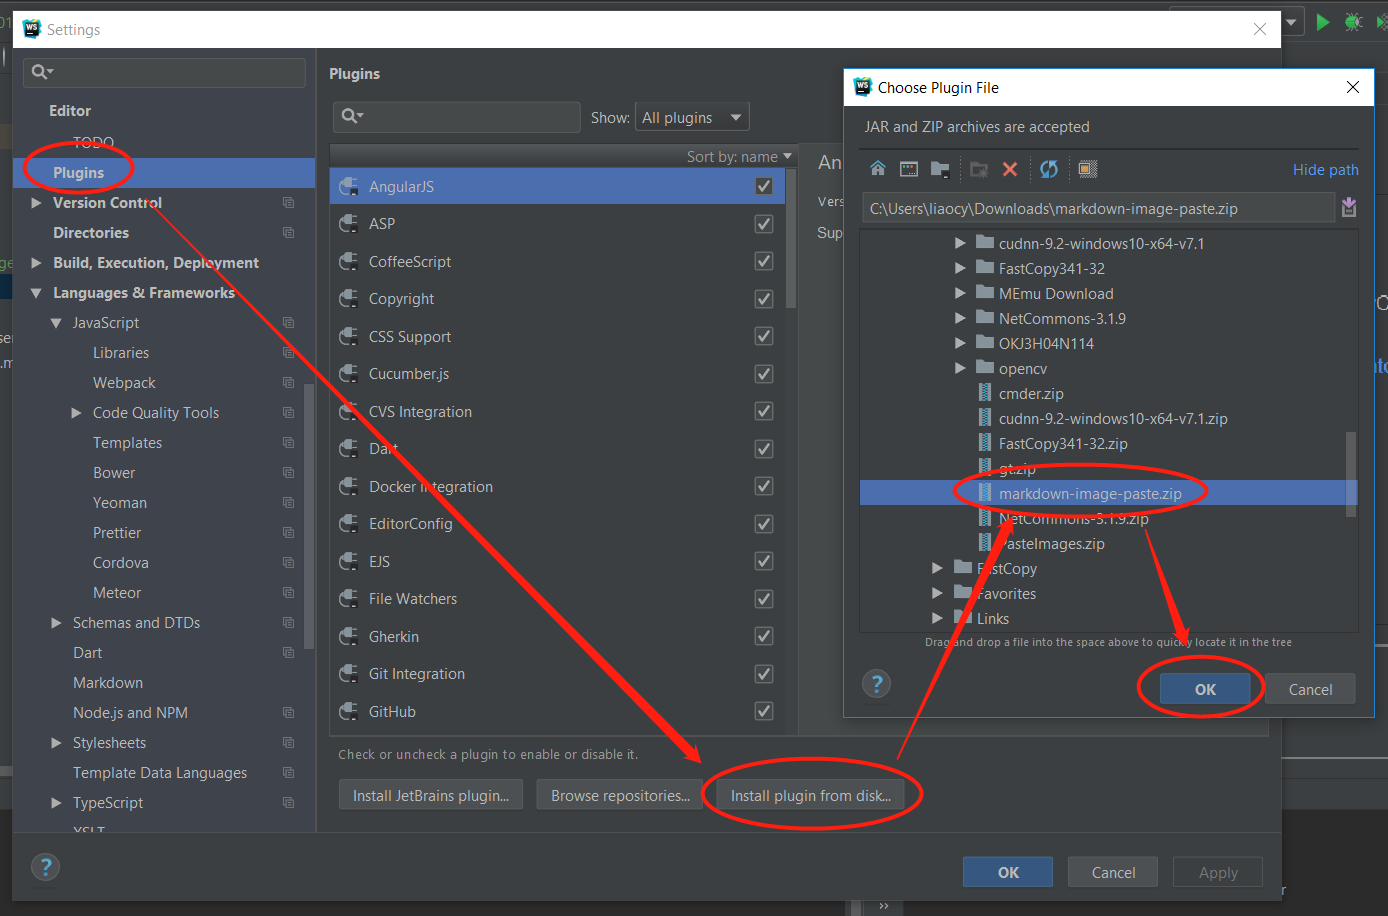 Settings
Editor
TODO
Plugins
Version Control
Directories
Build, Execution, Deployment
Languages & Frameworks
JavaScript
Libraries
Webpack
Code Quality Tools
Templates
Bower
Yeoman
Prettier
Cordova
Meteor
Schemas and DTDs
Dart
Markdown
Node.js and NPM
Stylesheets
Template Data Languages
TypeScript
XSLT
Plugins
Show: All plugins
Sort by: name
AngularJS
ASP
CoffeeScript
Copyright
CSS Support
Cucumber.js
CVS Integration
Dart
Docker Integration
EditorConfig
EJS
File Watchers
Gherkin
Git Integration
GitHub
An
Vers
Sup
Check or uncheck a plugin to enable or disable it.
Install JetBrains plugin... Browse repositories... Install plugin from disk...
? OK Cancel Apply
WS Choose Plugin File
JAR and ZIP archives are accepted
Hide path
C:\Users\liaocy\Downloads\markdown-image-paste.zip
cudnn-9.2-windows10-x64-v7.1
FastCopy341-32
MEmu Download
NetCommons-3.1.9
OKJ3H04N114
opencv
cmder.zip
cudnn-9.2-windows10-x64-v7.1.zip
FastCopy341-32.zip
gt.zip
markdown-image-paste.zip
NetCommons-3.1.9.zip
PasteImages.zip
FastCopy
Favorites
Links
Drag and drop a file into the space above to quickly locate it in the tree
? OK Cancel